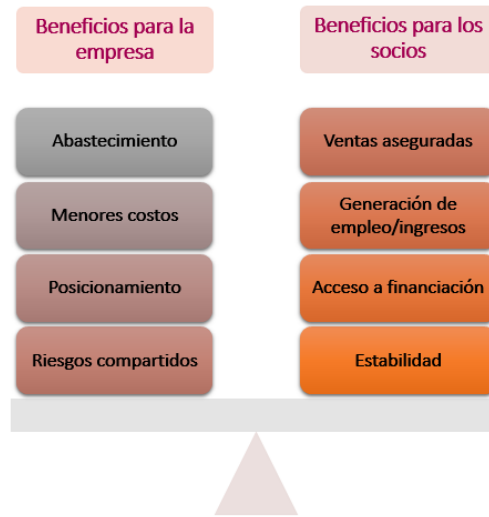 Beneficios para la
empresa
Beneficios para los
socios
Abastecimiento
Ventas aseguradas
Menores costos
Generación de
empleo/ingresos
Posicionamiento
Acceso a financiación
Riesgos compartidos
Estabilidad